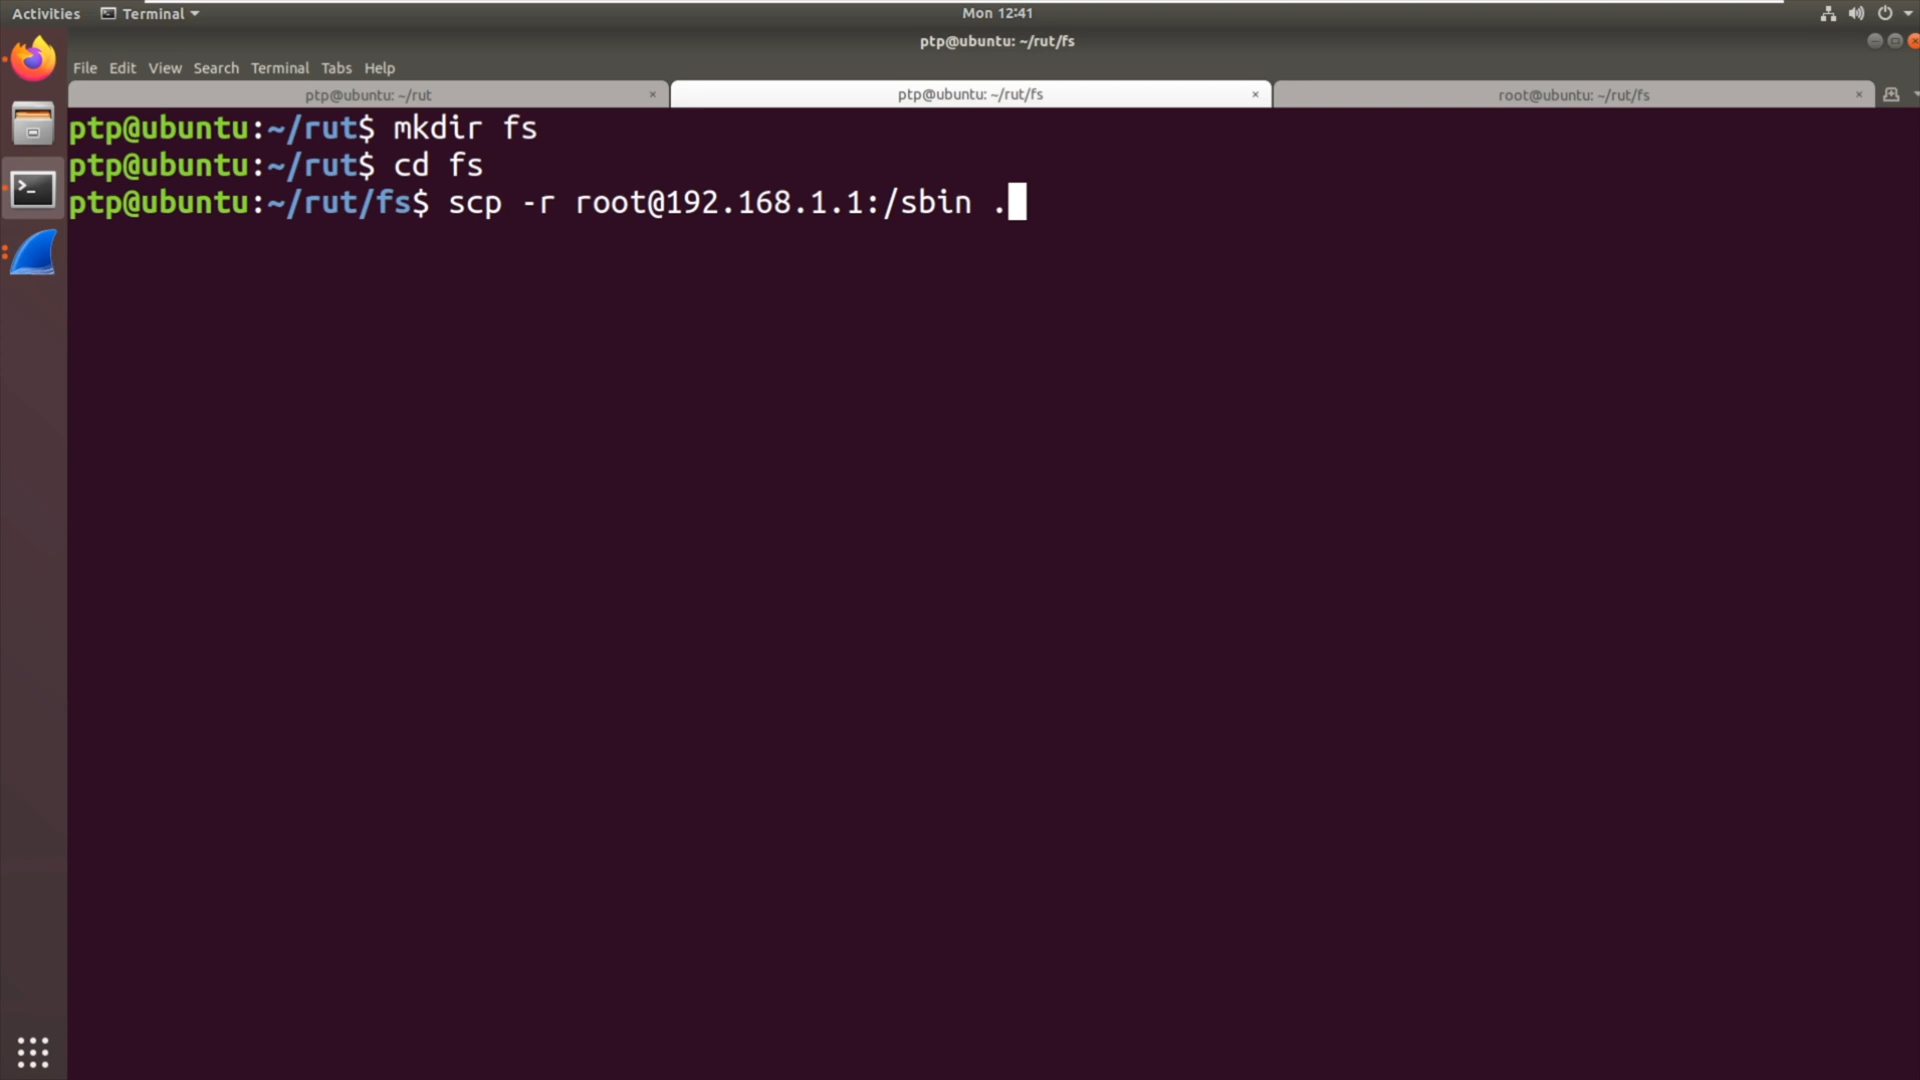 Activities Terminal Mon 12:41
ptp@ubuntu: ~/rut/fs
File Edit View Search Terminal Tabs Help
ptp@ubuntu: ~/rut × ptp@ubuntu: ~/rut/fs × root@ubuntu: ~/rut/fs ×
ptp@ubuntu:~/rut$ mkdir fs
ptp@ubuntu:~/rut$ cd fs
ptp@ubuntu:~/rut/fs$ scp -r root@192.168.1.1:/sbin .